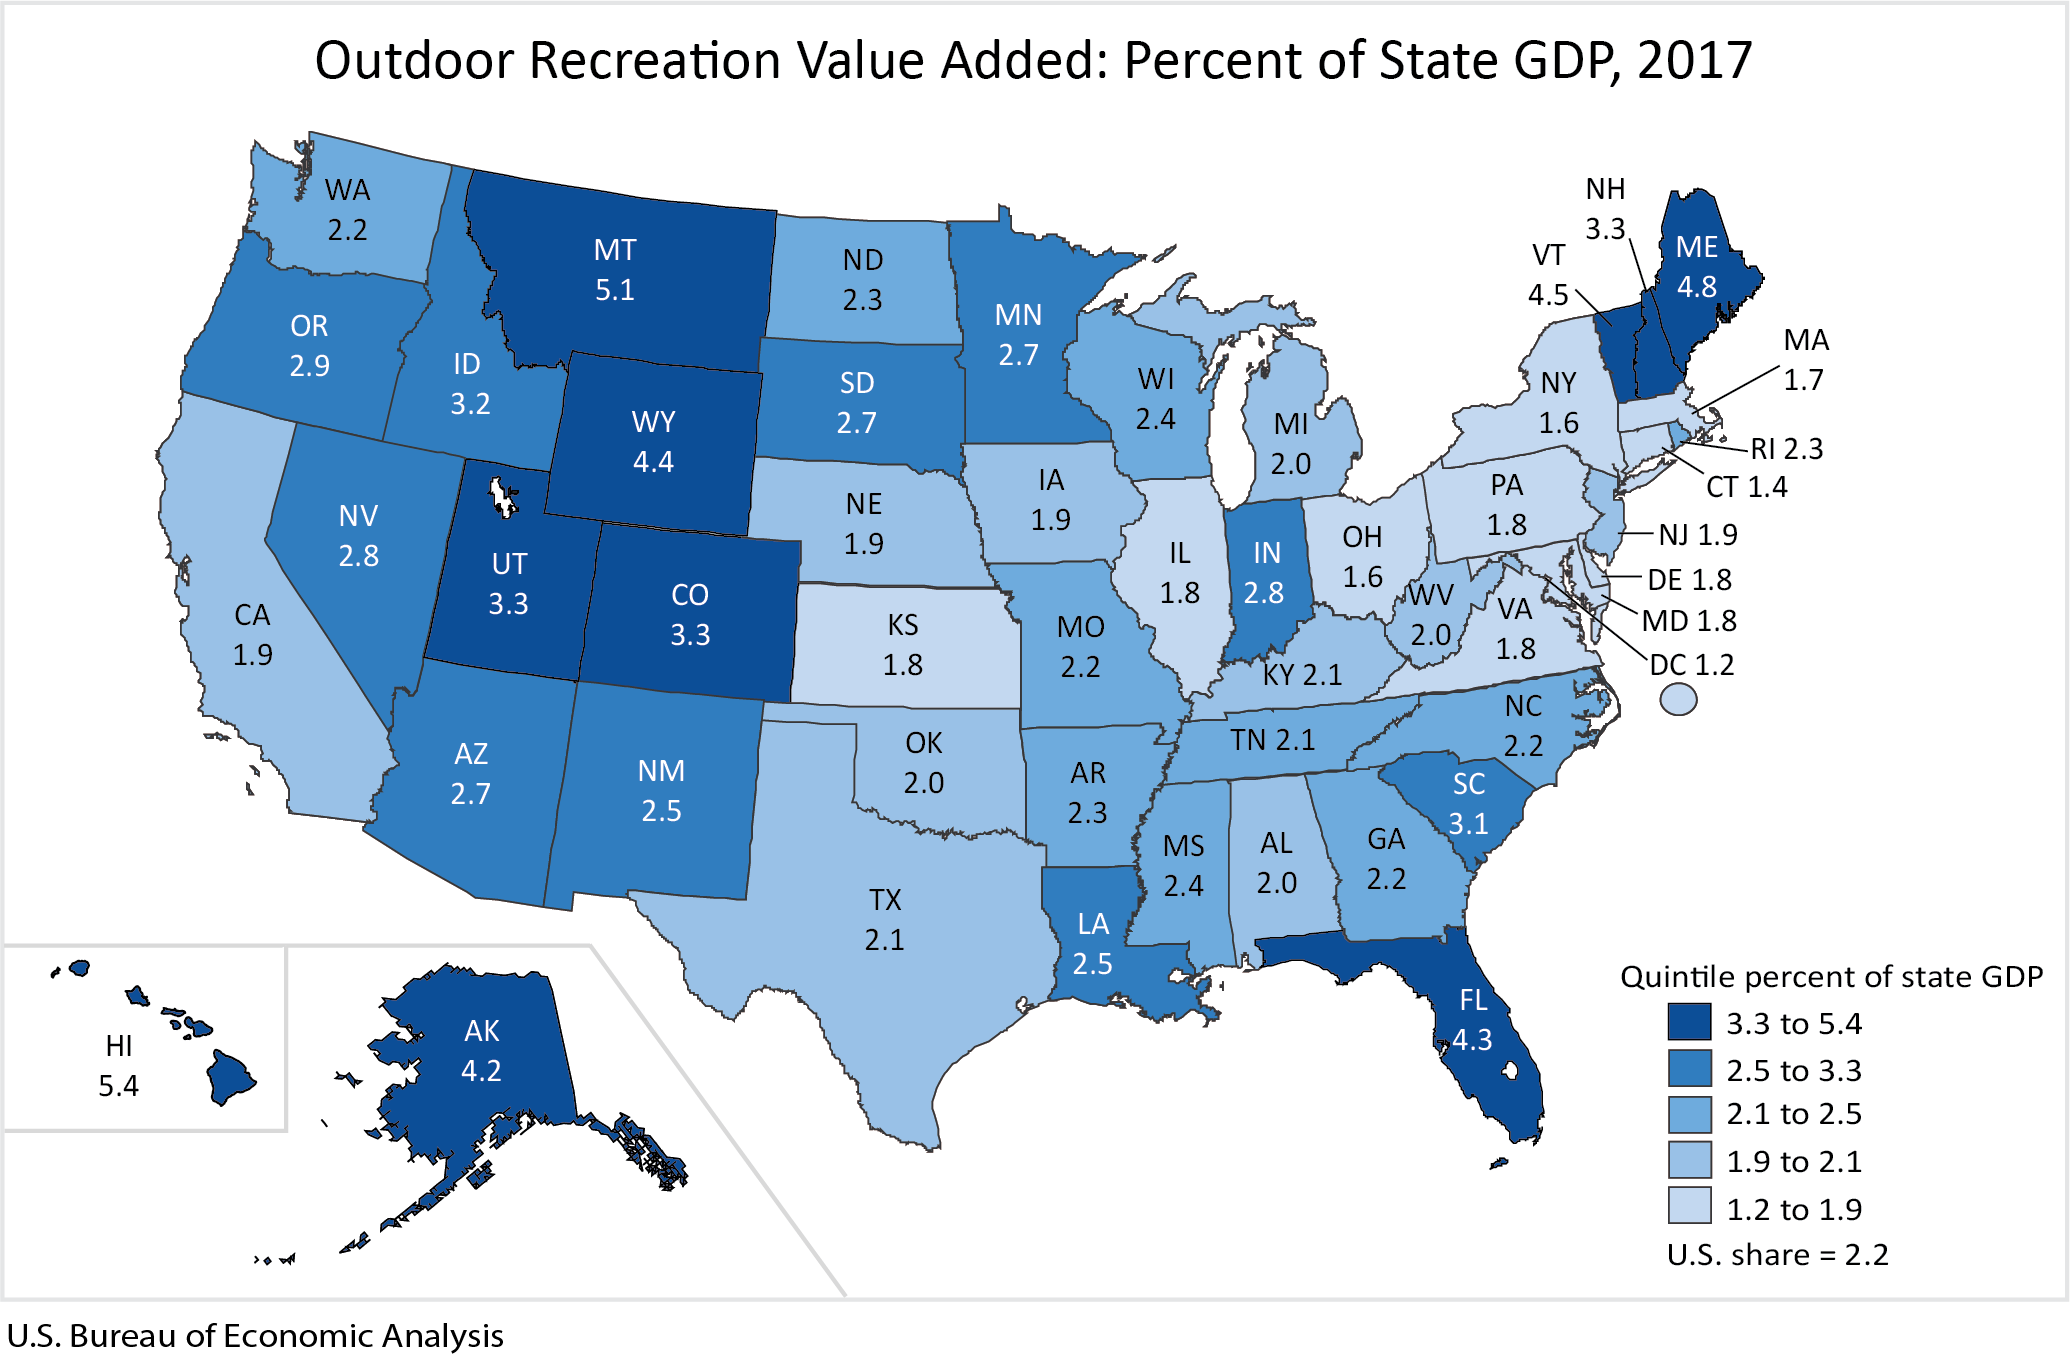 Outdoor Recreation Value Added: Percent of State GDP, 2017
WA
2.2
OR
2.9
CA
1.9
ID
3.2
NV
2.8
MT
5.1
WY
4.4
UT
3.3
CO
3.3
AZ
2.7
NM
2.5
ND
2.3
SD
2.7
NE
1.9
KS
1.8
OK
2.0
TX
2.1
MN
2.7
IA
1.9
MO
2.2
AR
2.3
LA
2.5
WI
2.4
IL
1.8
MI
2.0
IN
2.8
OH
1.6
KY 2.1
TN 2.1
MS
2.4
AL
2.0
GA
2.2
FL
4.3
SC
3.1
NC
2.2
VA
1.8
WV
2.0
PA
1.8
NY
1.6
VT
4.5
NH
3.3
ME
4.8
MA
1.7
RI 2.3
CT 1.4
NJ 1.9
DE 1.8
MD 1.8
DC 1.2
HI
5.4
AK
4.2
Quintile percent of state GDP
3.3 to 5.4
2.5 to 3.3
2.1 to 2.5
1.9 to 2.1
1.2 to 1.9
U.S. share = 2.2
U.S. Bureau of Economic Analysis